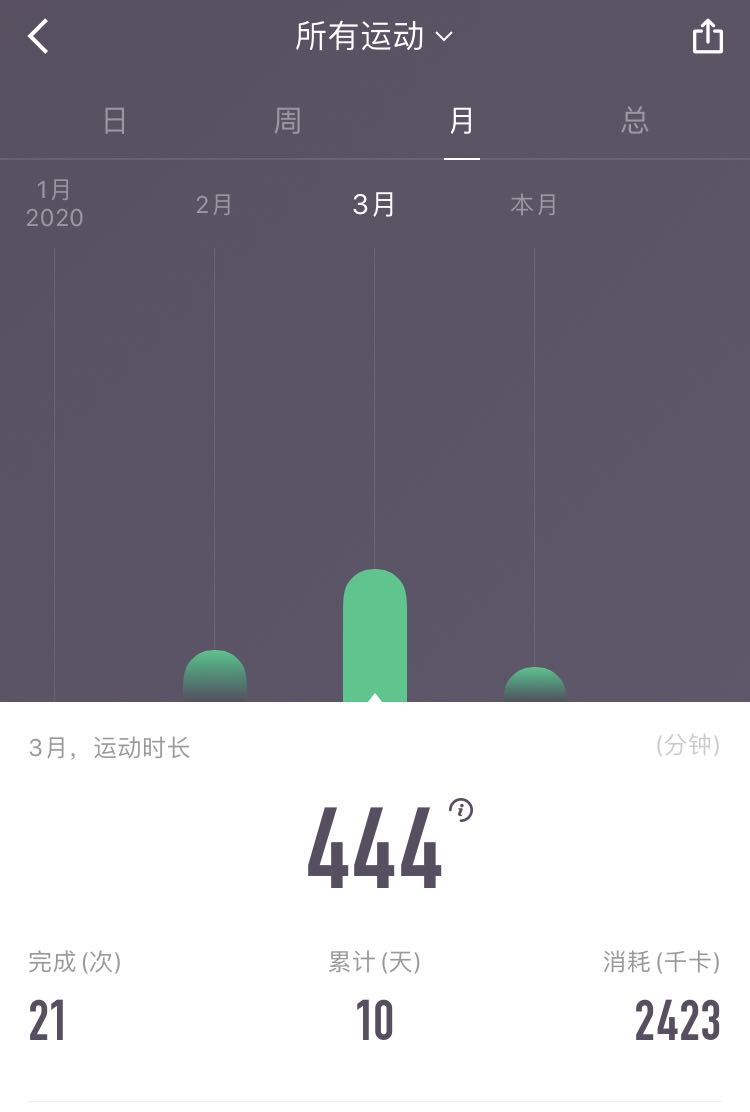 所有运动
日 周 月 总
1月
2020
2月
3月
本月
3月，运动时长 (分钟)
444
完成(次) 累计(天) 消耗(千卡)
21 10 2423